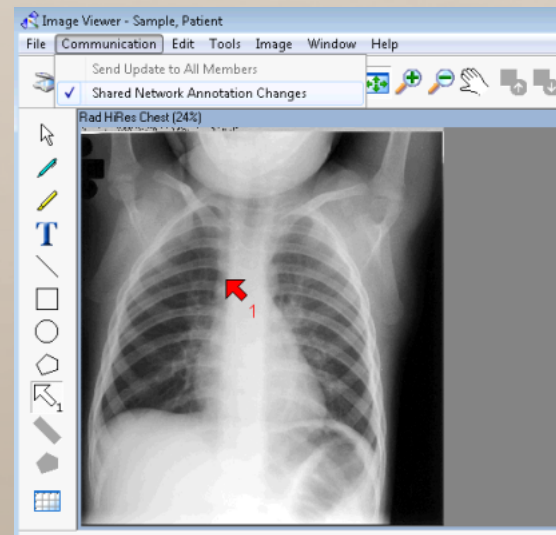 Image Viewer - Sample, Patient
File Communication Edit Tools Image Window Help
Send Update to All Members
✓ Shared Network Annotation Changes
Rad HiRes Chest (24%)
T
1
1